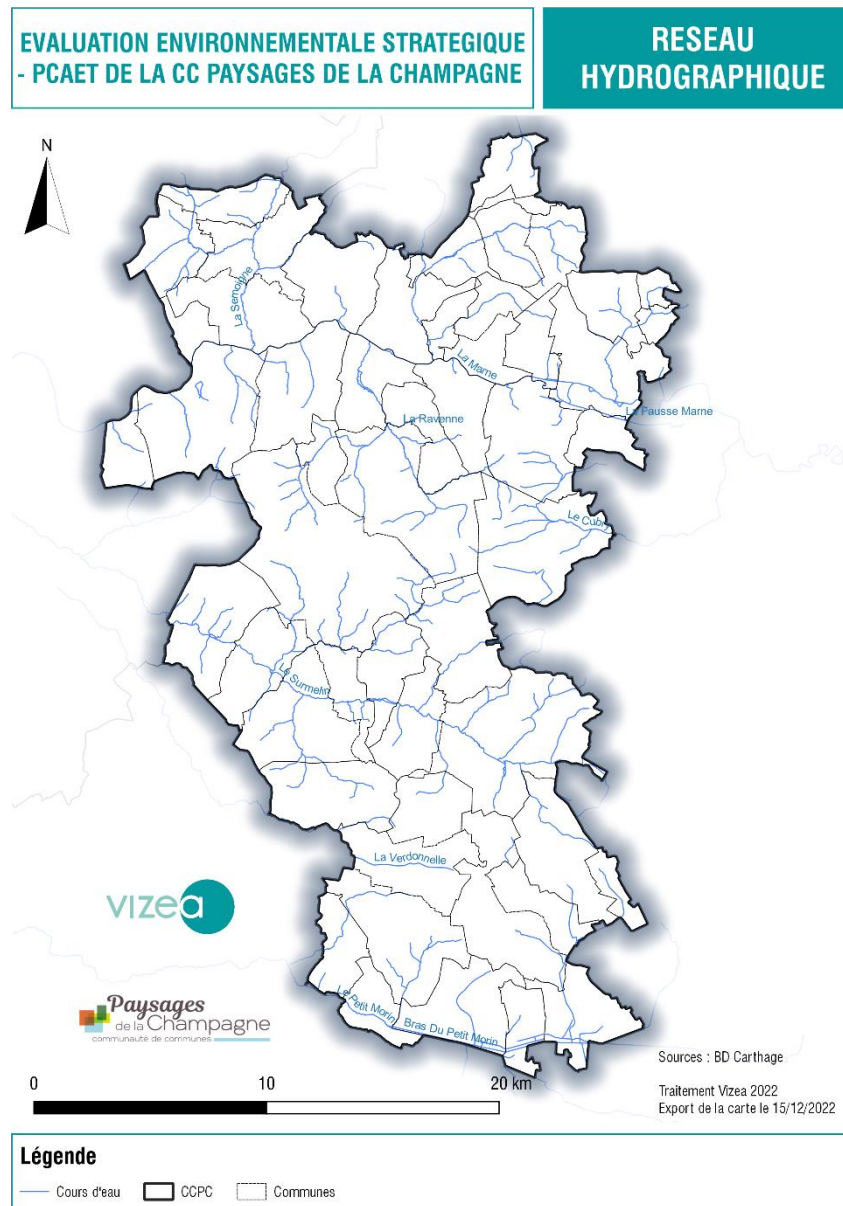 EVALUATION ENVIRONNEMENTALE STRATEGIQUE
- PCAET DE LA CC PAYSAGES DE LA CHAMPAGNE
RESEAU
HYDROGRAPHIQUE
N
La Semoigne
La Marne
La Fausse Marne
La Ravenne
Le Cubry
Le Surmelin
La Verdonnelle
Le Petit Morin
Bras Du Petit Morin
vizea
Paysages
de la Champagne
communauté de communes
0 10 20 km
Sources : BD Carthage
Traitement Vizea 2022
Export de la carte le 15/12/2022
Légende
Cours d'eau CCPC Communes